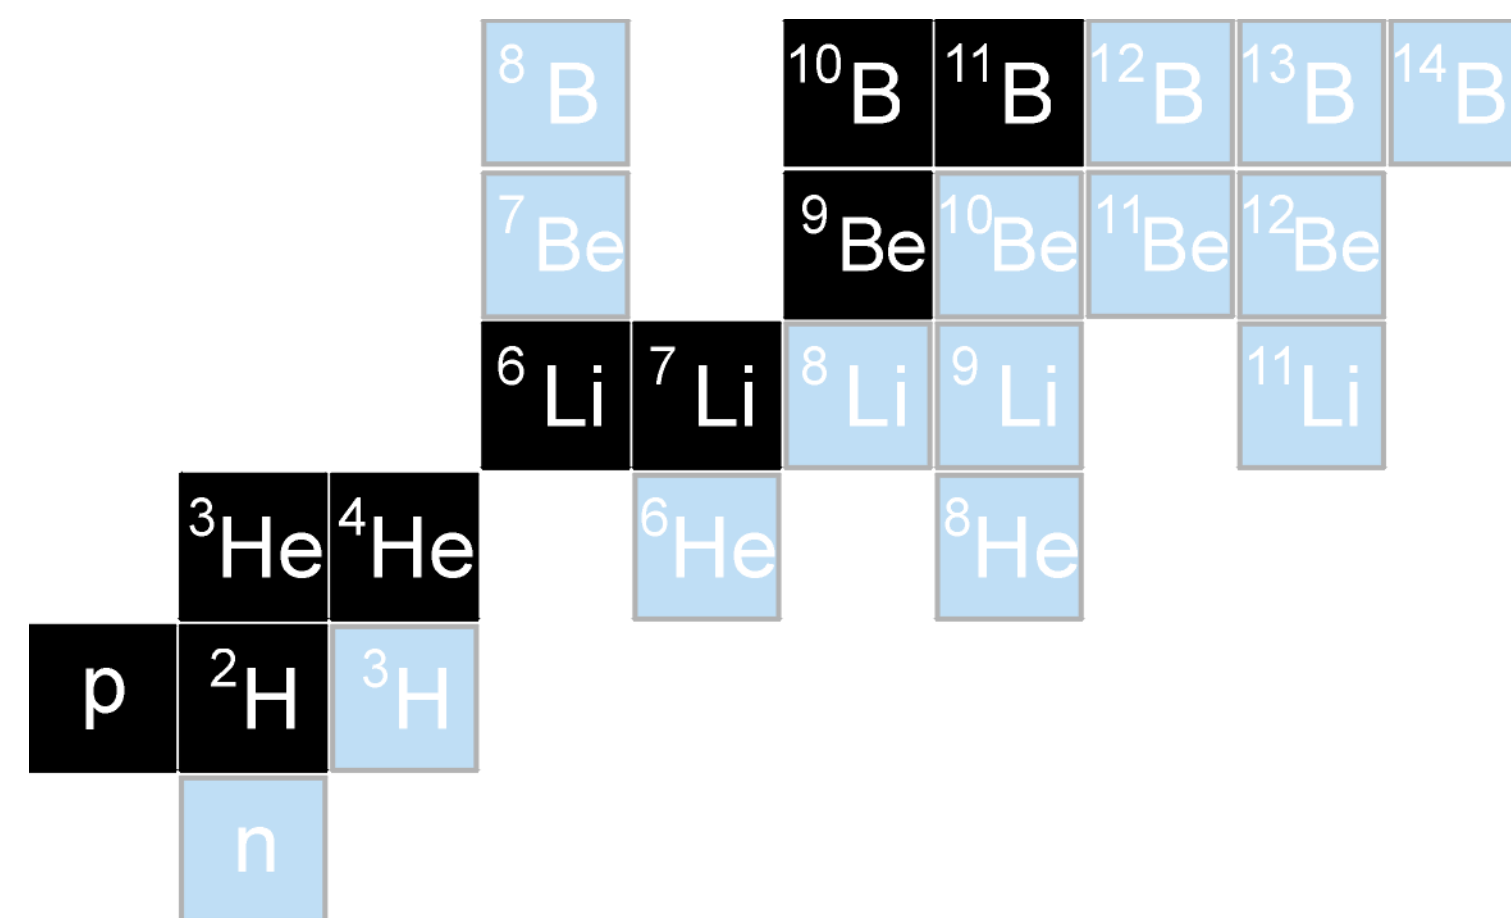 ⁸B ¹⁰B ¹¹B ¹²B ¹³B ¹⁴B
⁷Be ⁹Be ¹⁰Be ¹¹Be ¹²Be
⁶Li ⁷Li ⁸Li ⁹Li ¹¹Li
³He ⁴He ⁶He ⁸He
p ²H ³H
n